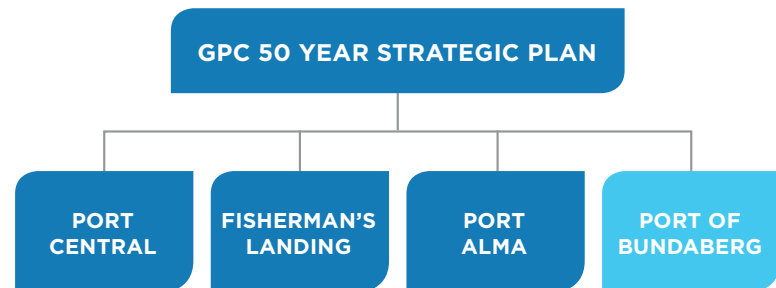 GPC 50 YEAR STRATEGIC PLAN
PORT
CENTRAL
FISHERMAN'S
LANDING
PORT
ALMA
PORT OF
BUNDABERG